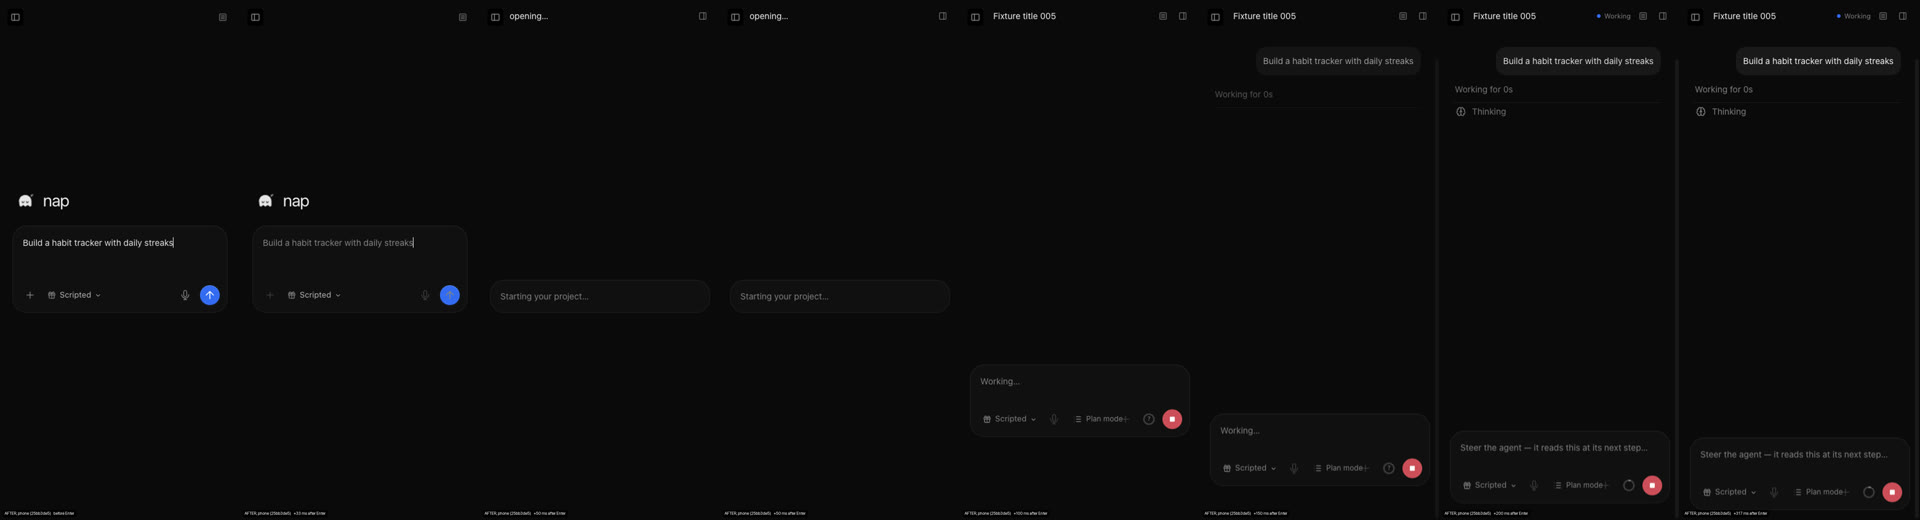 nap
Build a habit tracker with daily streaks
Scripted
AFTER, phone (25bb3de5) before Enter
nap
Build a habit tracker with daily streaks
Scripted
opening...
Starting your project...
opening...
Starting your project...
Fixture title 005
Working...
Scripted
Plan mode
Fixture title 005
Build a habit tracker with daily streaks
Working for 0s
Working...
Scripted
Plan mode
Fixture title 005
Working
Build a habit tracker with daily streaks
Working for 0s
Thinking
Steer the agent — it reads this at its next step...
Scripted
Plan mode
Fixture title 005
Working
Build a habit tracker with daily streaks
Working for 0s
Thinking
Steer the agent — it reads this at its next step...
Scripted
Plan mode